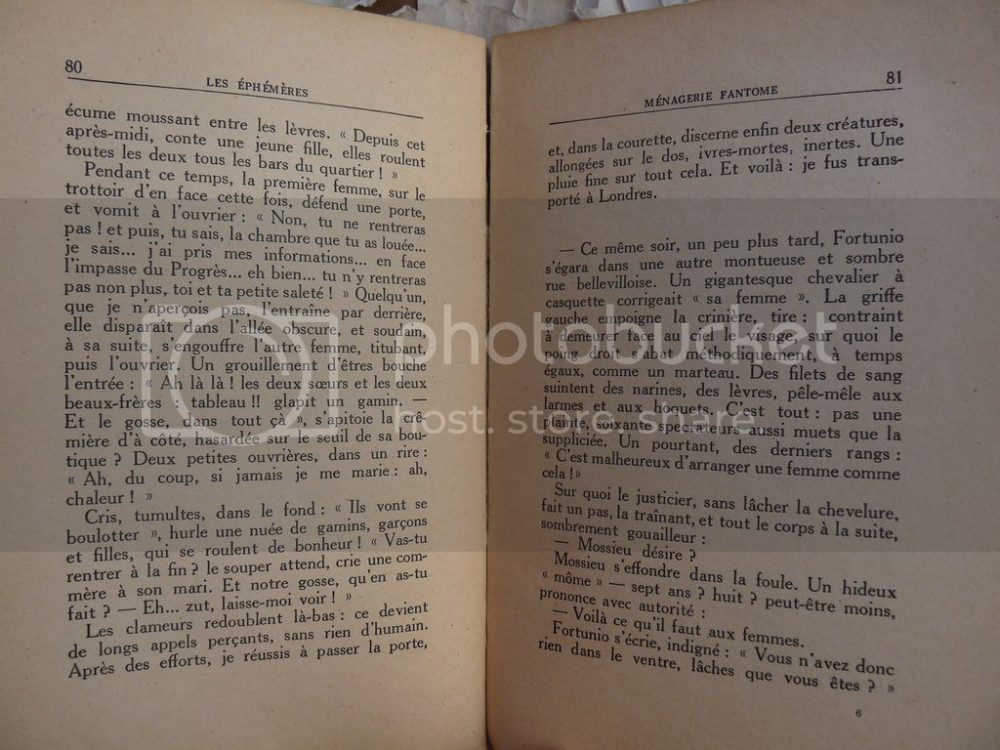 80
LES ÉPHÉMÈRES
écume moussant entre les lèvres. « Depuis cet
après-midi, conte une jeune fille, elles roulent
toutes les deux tous les bars du quartier ! »
Pendant ce temps, la première femme, sur le
trottoir d'en face cette fois, défend une porte,
et vomit à l'ouvrier : « Non, tu ne rentreras
pas ! et puis, tu sais, la chambre que tu as louée...
je sais... j'ai pris mes informations... en face
l'impasse du Progrès... eh bien... tu n'y rentreras
pas non plus, toi et ta petite saleté ! » Quelqu'un,
que je n'aperçois pas, l'entraîne par derrière,
elle disparaît dans l'allée obscure, et soudain,
à sa suite, s'engouffre l'autre femme, titubant,
puis l'ouvrier. Un grouillement d'êtres bouche
l'entrée : « Ah là là ! les deux sœurs et les deux
beaux-frères : tableau !! glapit un gamin. —
Et le gosse, dans tout çà », s'apitoie la cré-
mière d'à côté, hasardée sur le seuil de sa bou-
tique ? Deux petites ouvrières, dans un rire :
« Ah, du coup, si jamais je me marie : ah,
chaleur ! »
Cris, tumultes, dans le fond : « Ils vont se
boulotter », hurle une nuée de gamins, garçons
et filles, qui se roulent de bonheur ! « Vas-tu
rentrer à la fin ? le souper attend, crie une com-
mère à son mari. Et notre gosse, qu'en as-tu
fait ? — Eh... zut, laisse-moi voir ! »
Les clameurs redoublent là-bas : ce devient
de longs appels perçants, sans rien d'humain.
Après des efforts, je réussis à passer la porte,
81
MÉNAGERIE FANTOME
et, dans la courette, discerne enfin deux créatures,
allongées sur le dos, ivres-mortes, inertes. Une
pluie fine sur tout cela. Et voilà : je fus trans-
porté à Londres.
— Ce même soir, un peu plus tard, Fortunio
s'égara dans une autre montueuse et sombre
rue bellevilloise. Un gigantesque chevalier à
casquette corrigeait « sa femme ». La griffe
gauche empoigne la crinière, tire : contraint
à demeurer face au ciel le visage, sur quoi le
poing droit s'abat méthodiquement, à temps
égaux, comme un marteau. Des filets de sang
suintent des narines, des lèvres, pêle-mêle aux
larmes et aux hoquets. C'est tout : pas une
plainte, soixante spectateurs aussi muets que la
suppliciée. Un pourtant, des derniers rangs :
« C'est malheureux d'arranger une femme comme
cela !»
Sur quoi le justicier, sans lâcher la chevelure,
fait un pas, la traînant, et tout le corps à la suite,
sombrement gouailleur :
— Mossieu désire ?
Mossieu s'effondre dans la foule. Un hideux
« môme » — sept ans ? huit ? peut-être moins,
prononce avec autorité :
— Voilà ce qu'il faut aux femmes.
Fortunio s'écrie, indigné : « Vous n'avez donc
rien dans le ventre, lâches que vous êtes ? »
6
photobucket
host. store. share